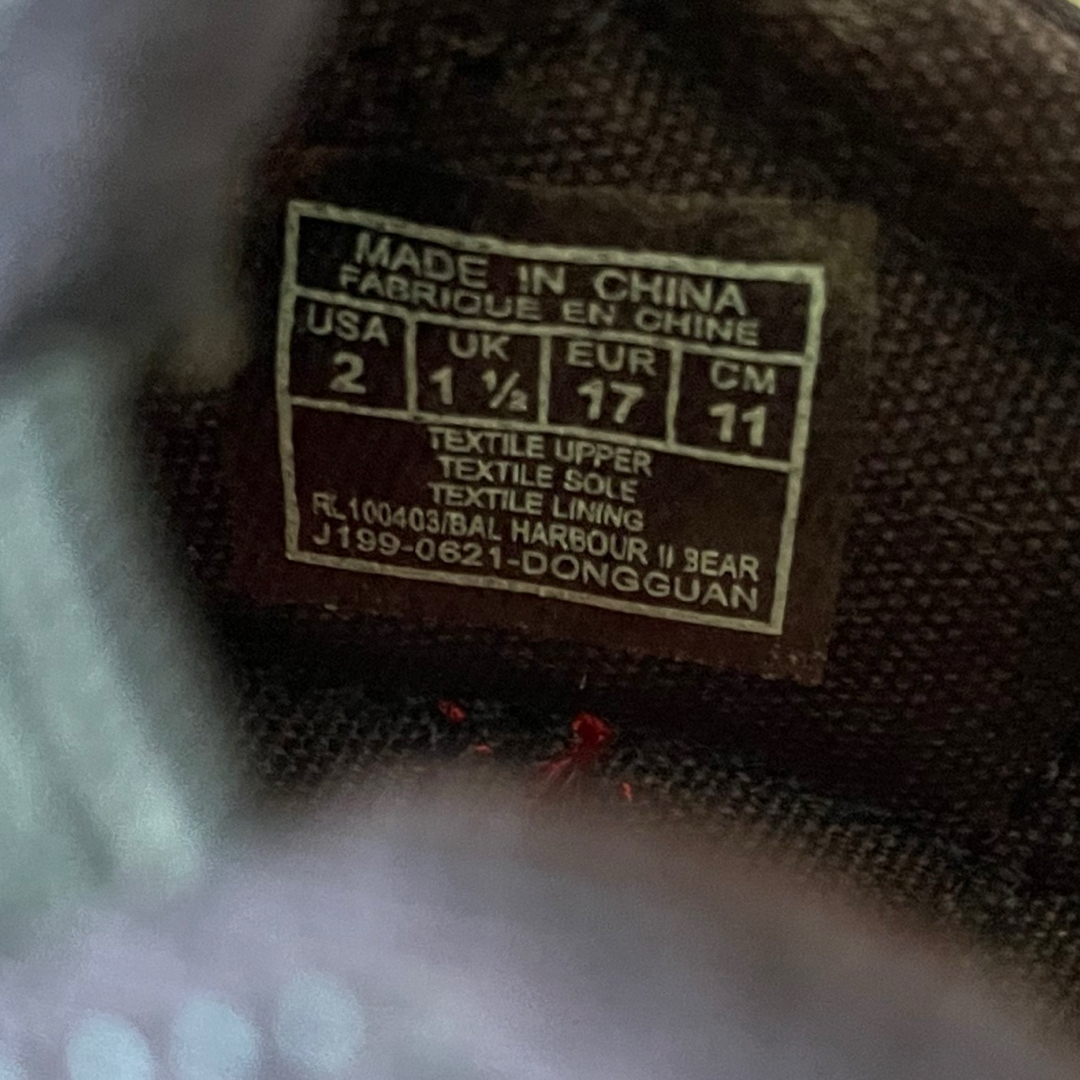 MADE IN CHINA
FABRIQUE EN CHINE
USA UK EUR CM
2 1 ½ 17 11
TEXTILE UPPER
TEXTILE SOLE
TEXTILE LINING
RL100403/BAL HARBOUR II BEAR
J199-0621-DONGGUAN